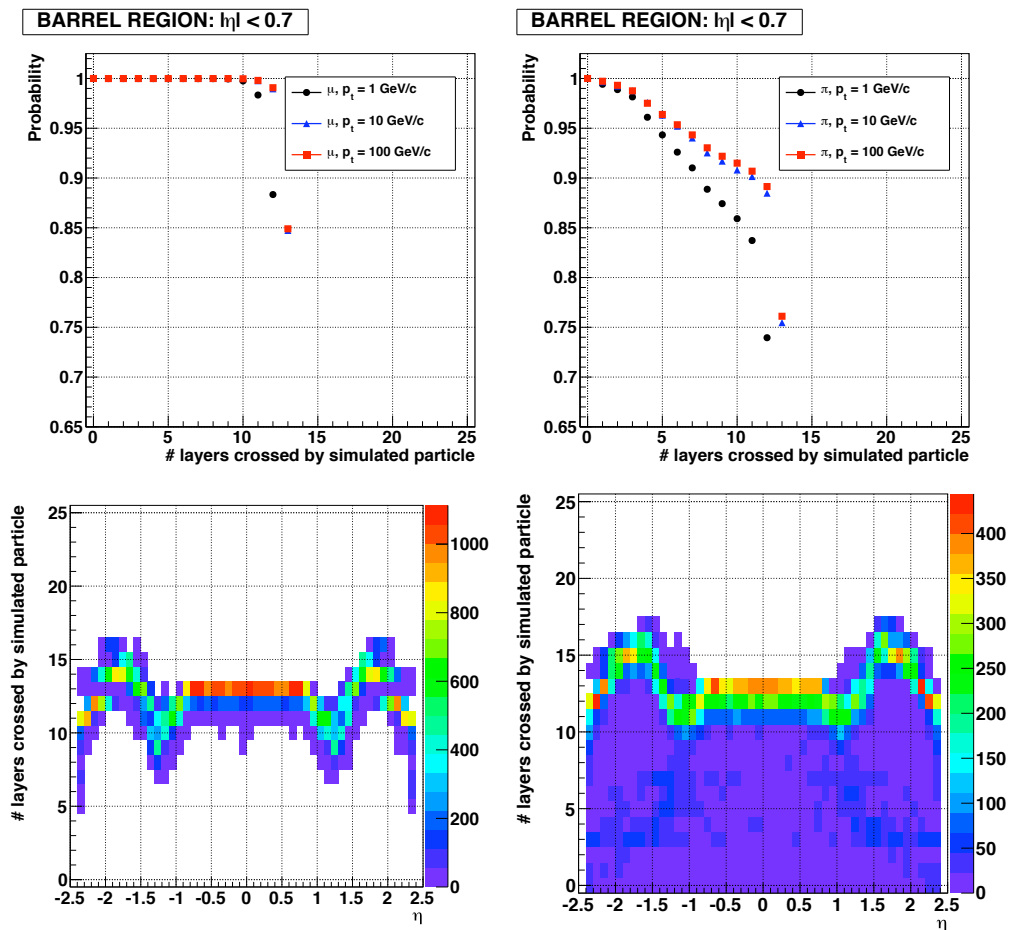 BARREL REGION: |η| < 0.7
Probability
1
0.95
0.9
0.85
0.8
0.75
0.7
0.65
μ, pt = 1 GeV/c
μ, pt = 10 GeV/c
μ, pt = 100 GeV/c
0 5 10 15 20 25
# layers crossed by simulated particle
BARREL REGION: |η| < 0.7
Probability
1
0.95
0.9
0.85
0.8
0.75
0.7
0.65
π, pt = 1 GeV/c
π, pt = 10 GeV/c
π, pt = 100 GeV/c
0 5 10 15 20 25
# layers crossed by simulated particle
# layers crossed by simulated particle
25
20
15
10
5
0
-2.5 -2 -1.5 -1 -0.5 0 0.5 1 1.5 2 2.5
η
1000
800
600
400
200
0
# layers crossed by simulated particle
25
20
15
10
5
0
-2.5 -2 -1.5 -1 -0.5 0 0.5 1 1.5 2 2.5
η
400
350
300
250
200
150
100
50
0